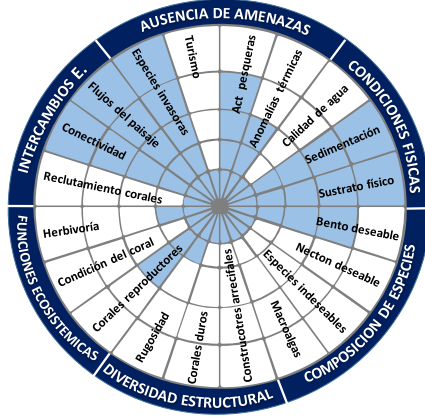 AUSENCIA DE AMENAZAS
CONDICIONES FISICAS
COMPOSICION DE ESPECIES
DIVERSIDAD ESTRUCTURAL
FUNCIONES ECOSISTEMICAS
INTERCAMBIOS E.
Turismo
Act pesqueras
Anomalías térmicas
Calidad de agua
Sedimentación
Sustrato físico
Bento deseable
Necton deseable
Especies indeseables
Macroalgas
Construcotres arrecifales
Corales duros
Rugosidad
Corales reproductores
Condición del coral
Herbivoría
Reclutamiento corales
Conectividad
Flujos del paisaje
Especies invasoras